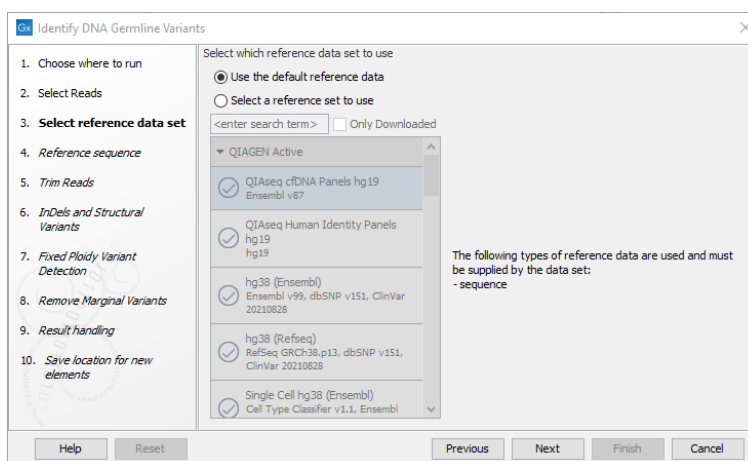 Gx Identify DNA Germline Variants
1. Choose where to run
2. Select Reads
3. Select reference data set
4. Reference sequence
5. Trim Reads
6. InDels and Structural
Variants
7. Fixed Ploidy Variant
Detection
8. Remove Marginal Variants
9. Result handling
10. Save location for new
elements
Select which reference data set to use
Use the default reference data
Select a reference set to use
<enter search term> Only Downloaded
QIAGEN Active
QIAseq cfDNA Panels hg19
Ensembl v87
QIAseq Human Identity Panels
hg19
hg19
hg38 (Ensembl)
Ensembl v99, dbSNP v151, ClinVar
20210828
hg38 (Refseq)
RefSeq GRCh38.p13, dbSNP v151,
ClinVar 20210828
Single Cell hg38 (Ensembl)
Cell Type Classifier v1.1, Ensembl
The following types of reference data are used and must
be supplied by the data set:
- sequence
Help Reset Previous Next Finish Cancel